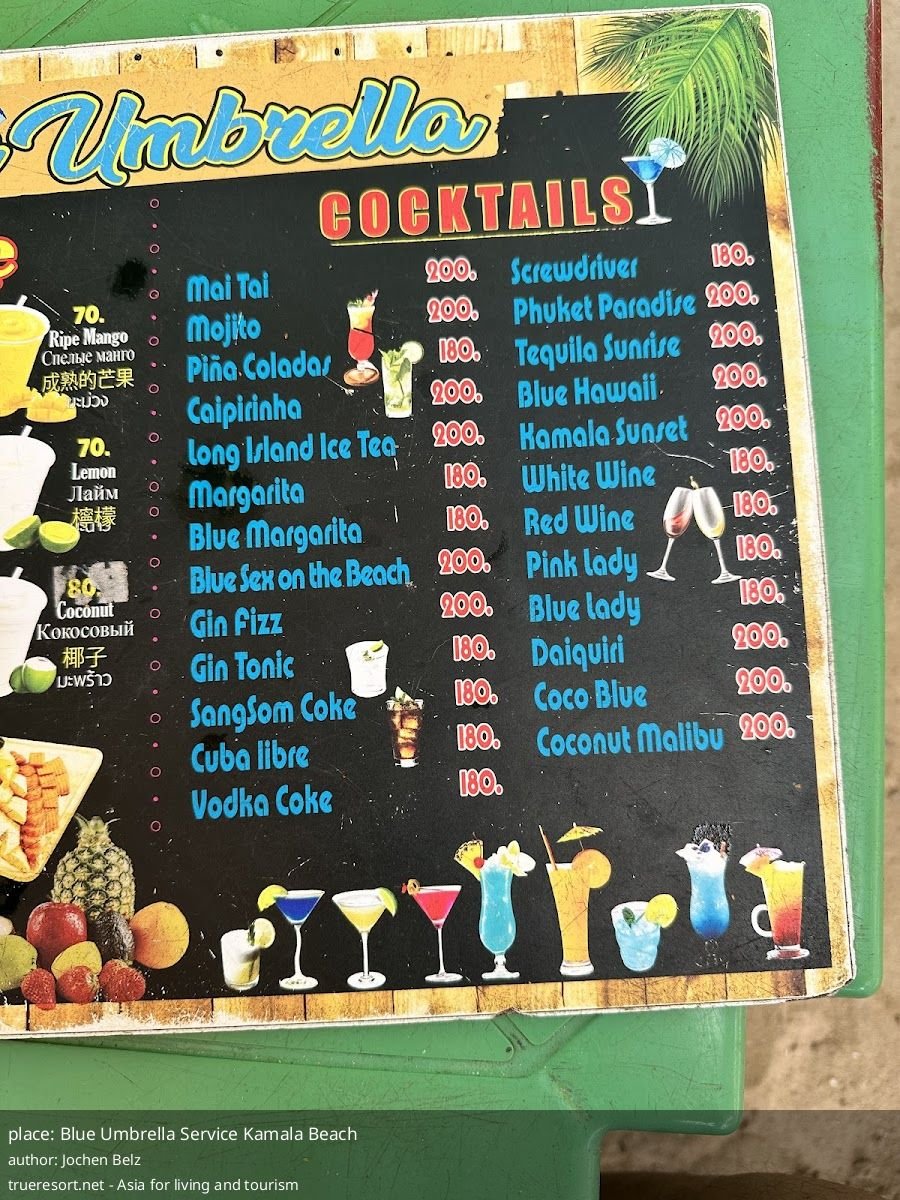 Umbrella
COCKTAILS
70.
Ripe Mango
Спелые манго
成熟的芒果
70.
Lemon
Лайм
檸檬
80.
Coconut
Кокосовый
椰子
มะพร้าว
Mai Tai 200.
Mojito 200.
Piña Coladas 180.
Caipirinha 200.
Long Island Ice Tea 200.
Margarita 180.
Blue Margarita 180.
Blue Sex on the Beach 200.
Gin Fizz 200.
Gin Tonic 180.
SangSom Coke 180.
Cuba libre 180.
Vodka Coke 180.
Screwdriver 180.
Phuket Paradise 200.
Tequila Sunrise 200.
Blue Hawaii 200.
Kamala Sunset 200.
White Wine 180.
Red Wine 180.
Pink Lady 180.
Blue Lady 180.
Daiquiri 200.
Coco Blue 200.
Coconut Malibu 200.
place: Blue Umbrella Service Kamala Beach
author: Jochen Belz
trueresort.net - Asia for living and tourism